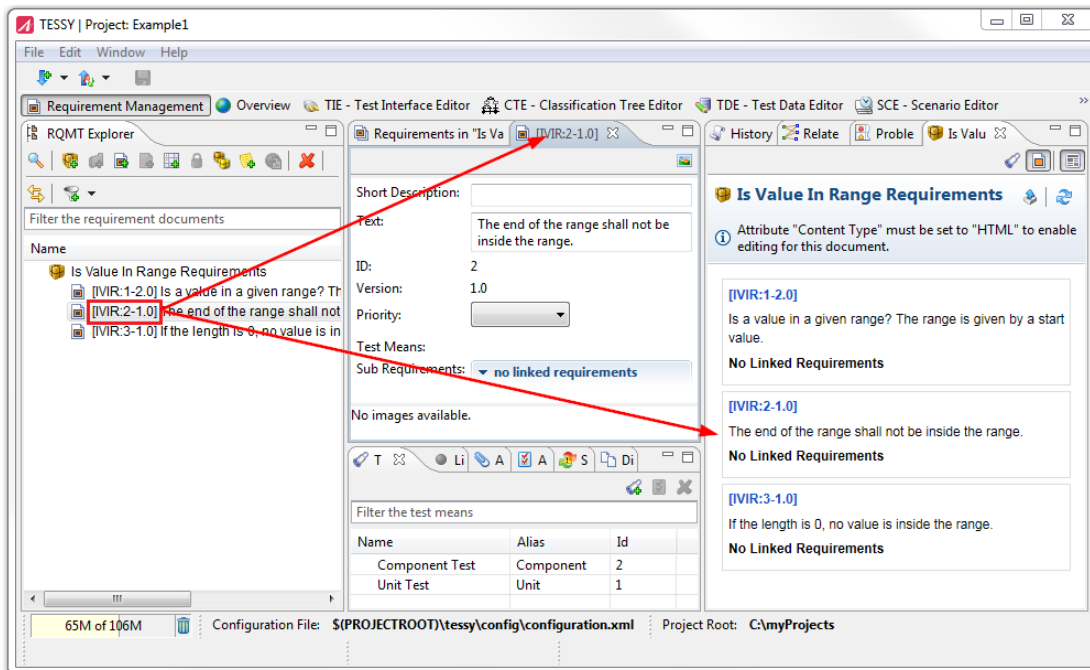 TESSY | Project: Example1
File Edit Window Help
Requirement Management Overview TIE - Test Interface Editor CTE - Classification Tree Editor TDE - Test Data Editor SCE - Scenario Editor »
RQMT Explorer
Filter the requirement documents
Name
Is Value In Range Requirements
[IVIR:1-2.0] Is a value in a given range? Th
[IVIR:2-1.0] The end of the range shall not
[IVIR:3-1.0] If the length is 0, no value is in
Requirements in "Is Va [IVIR:2-1.0]
Short Description:
Text: The end of the range shall not be
inside the range.
ID: 2
Version: 1.0
Priority:
Test Means:
Sub Requirements: no linked requirements
No images available.
T Li A A S Di
Filter the test means
Name Alias Id
Component Test Component 2
Unit Test Unit 1
History Relate Proble Is Valu
Is Value In Range Requirements
Attribute "Content Type" must be set to "HTML" to enable
editing for this document.
[IVIR:1-2.0]
Is a value in a given range? The range is given by a start
value.
No Linked Requirements
[IVIR:2-1.0]
The end of the range shall not be inside the range.
No Linked Requirements
[IVIR:3-1.0]
If the length is 0, no value is inside the range.
No Linked Requirements
65M of 106M Configuration File: $(PROJECTROOT)\tessy\config\configuration.xml Project Root: C:\myProjects